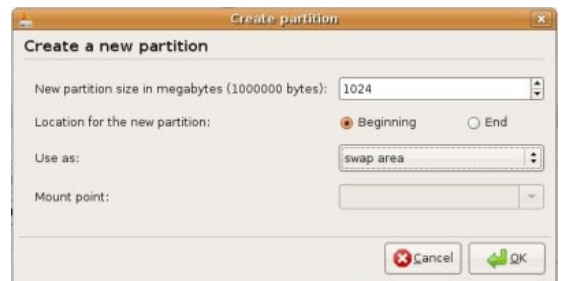 Create partition
Create a new partition
New partition size in megabytes (1000000 bytes): 1024
Location for the new partition: Beginning End
Use as: swap area
Mount point:
Cancel OK